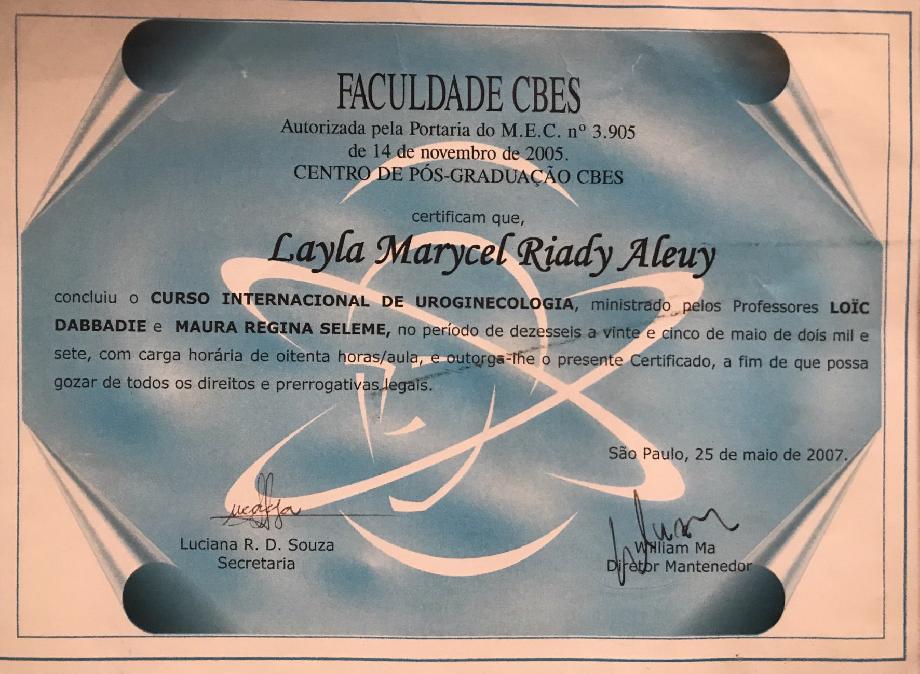 FACULDADE CBES
Autorizada pela Portaria do M.E.C. nº 3.905
de 14 de novembro de 2005.
CENTRO DE PÓS-GRADUAÇÃO CBES
certificam que,
Layla Marycel Riady Aleuy
concluiu o CURSO INTERNACIONAL DE UROGINECOLOGIA, ministrado pelos Professores LOÏC
DABBADIE e MAURA REGINA SELEME, no período de dezesseis a vinte e cinco de maio de dois mil e
sete, com carga horária de oitenta horas/aula, e outorga-lhe o presente Certificado, a fim de que possa
gozar de todos os direitos e prerrogativas legais.
São Paulo, 25 de maio de 2007.
Luciana R. D. Souza
Secretaria
William Ma
Diretor Mantenedor